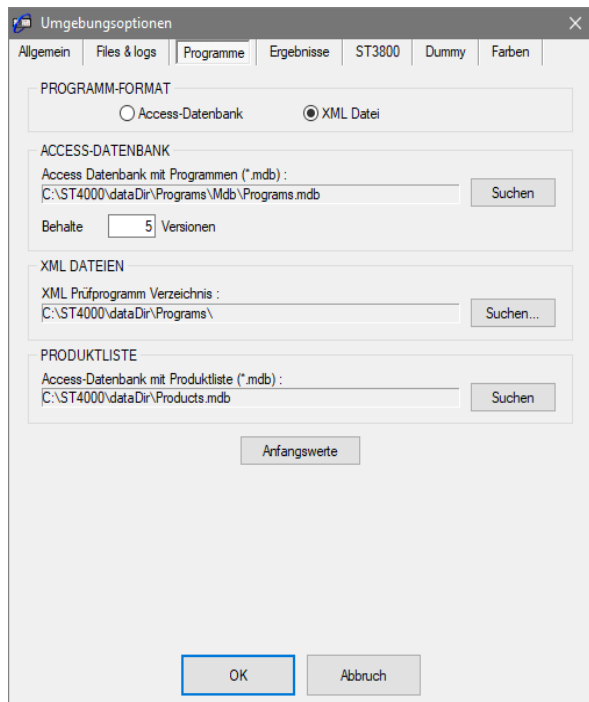 Umgebungsoptionen
Allgemein Files & logs Programme Ergebnisse ST3800 Dummy Farben
PROGRAMM-FORMAT
Access-Datenbank XML Datei
ACCESS-DATENBANK
Access Datenbank mit Programmen (*.mdb) :
C:\ST4000\dataDir\Programs\Mdb\Programs.mdb Suchen
Behalte 5 Versionen
XML DATEIEN
XML Prüfprogramm Verzeichnis :
C:\ST4000\dataDir\Programs\ Suchen...
PRODUKTLISTE
Access-Datenbank mit Produktliste (*.mdb) :
C:\ST4000\dataDir\Products.mdb Suchen
Anfangswerte
OK Abbruch